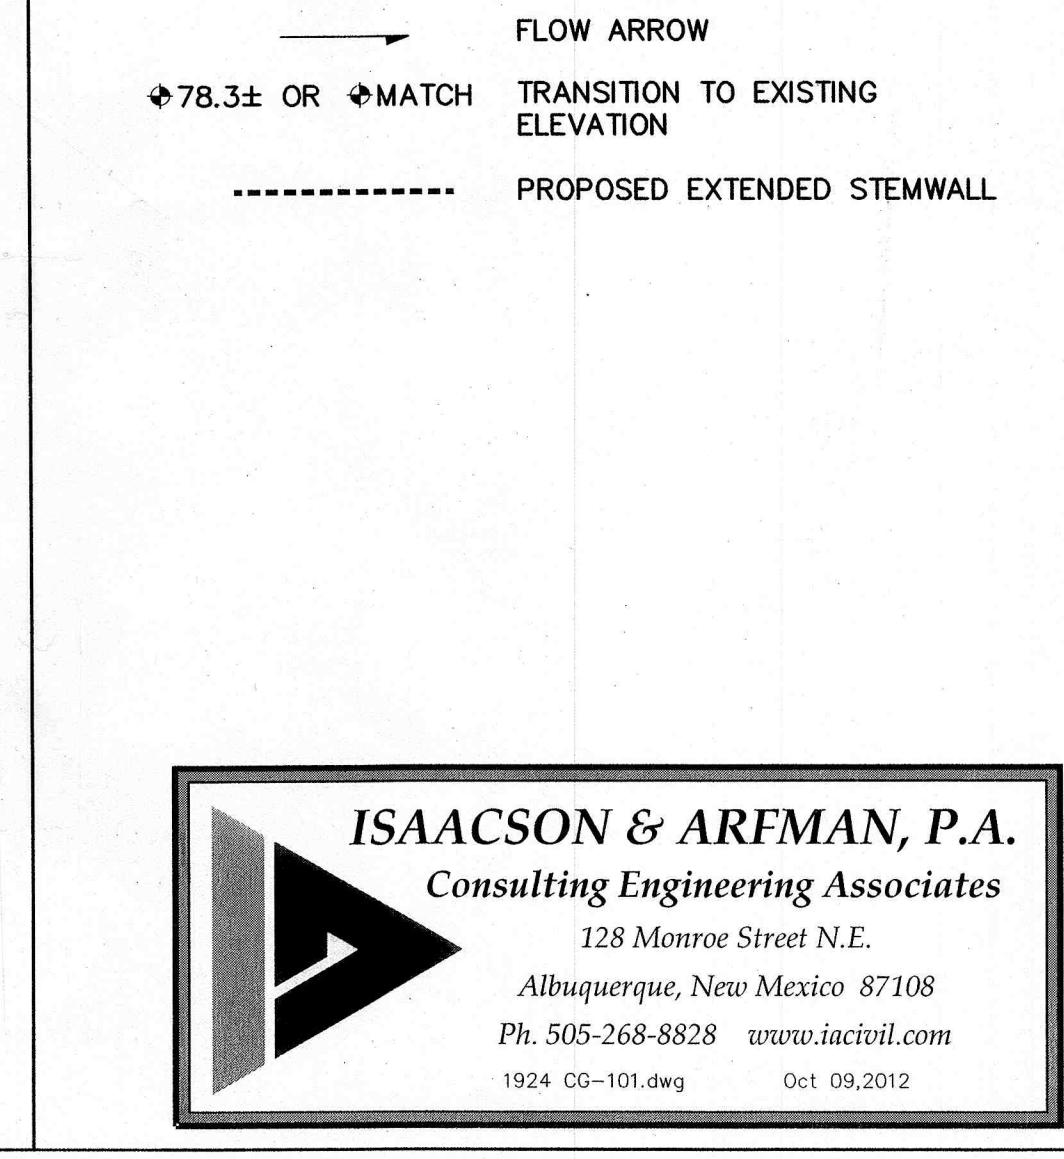 FLOW ARROW
78.3± OR MATCH TRANSITION TO EXISTING
ELEVATION
PROPOSED EXTENDED STEMWALL
ISAACSON & ARFMAN, P.A.
Consulting Engineering Associates
128 Monroe Street N.E.
Albuquerque, New Mexico 87108
Ph. 505-268-8828 www.iacivil.com
1924 CG-101.dwg Oct 09,2012